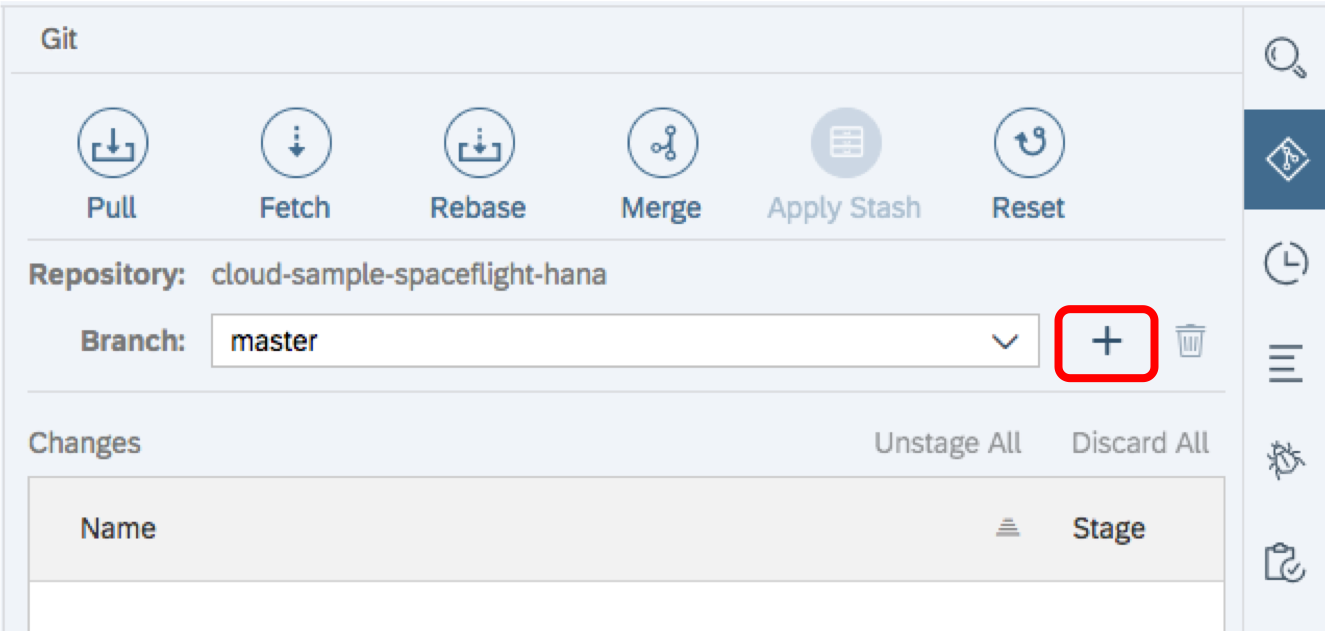 Git
Pull Fetch Rebase Merge Apply Stash Reset
Repository: cloud-sample-spaceflight-hana
Branch: master
Changes Unstage All Discard All
Name Stage